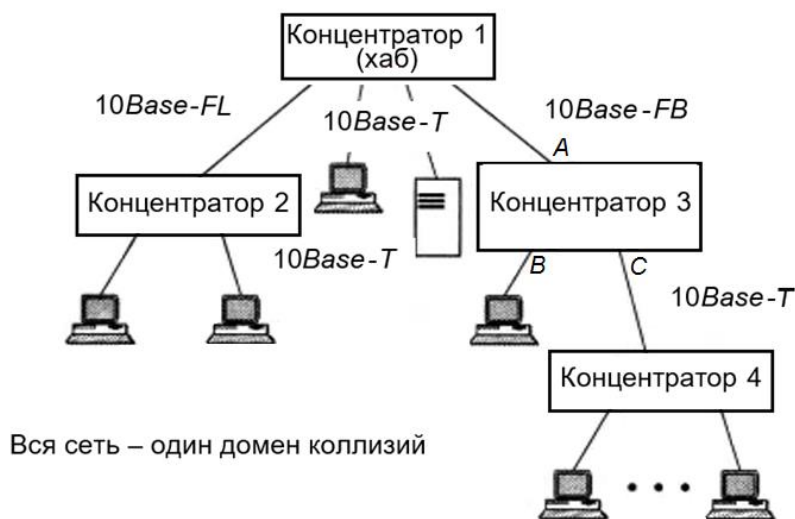 Концентратор 1
(хаб)
10Base-FL
10Base-T
10Base-FB
A
Концентратор 2
Концентратор 3
10Base-T
B
C
10Base-T
Концентратор 4
Вся сеть – один домен коллизий